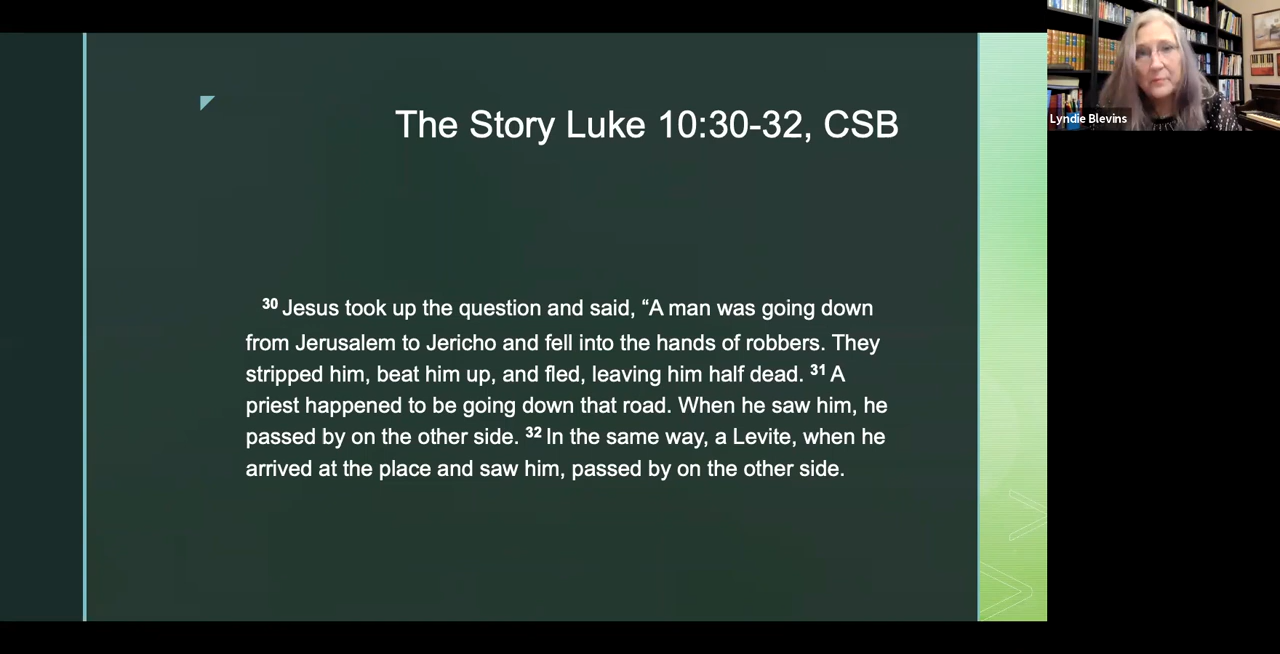 The Story Luke 10:30-32, CSB
Lyndie Blevins
30 Jesus took up the question and said, “A man was going down
from Jerusalem to Jericho and fell into the hands of robbers. They
stripped him, beat him up, and fled, leaving him half dead. 31 A
priest happened to be going down that road. When he saw him, he
passed by on the other side. 32 In the same way, a Levite, when he
arrived at the place and saw him, passed by on the other side.